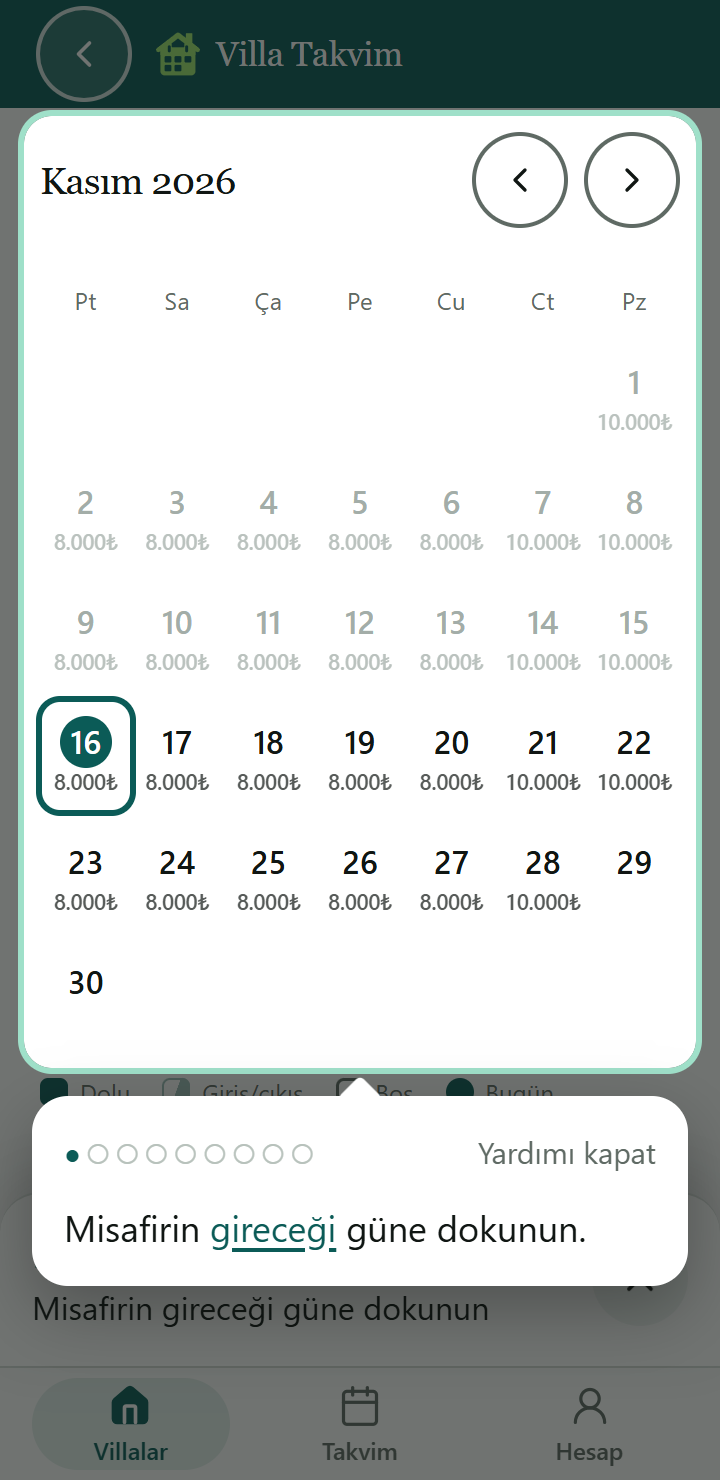 Villa Takvim
Kasım 2026
Pt Sa Ça Pe Cu Ct Pz
1
10.000₺
2 3 4 5 6 7 8
8.000₺ 8.000₺ 8.000₺ 8.000₺ 8.000₺ 10.000₺ 10.000₺
9 10 11 12 13 14 15
8.000₺ 8.000₺ 8.000₺ 8.000₺ 8.000₺ 10.000₺ 10.000₺
16 17 18 19 20 21 22
8.000₺ 8.000₺ 8.000₺ 8.000₺ 8.000₺ 10.000₺ 10.000₺
23 24 25 26 27 28 29
8.000₺ 8.000₺ 8.000₺ 8.000₺ 8.000₺ 10.000₺
30
Dolu Giriş/çıkış Boş Bugün
Yardımı kapat
Misafirin gireceği güne dokunun.
Misafirin gireceği güne dokunun
Villalar Takvim Hesap